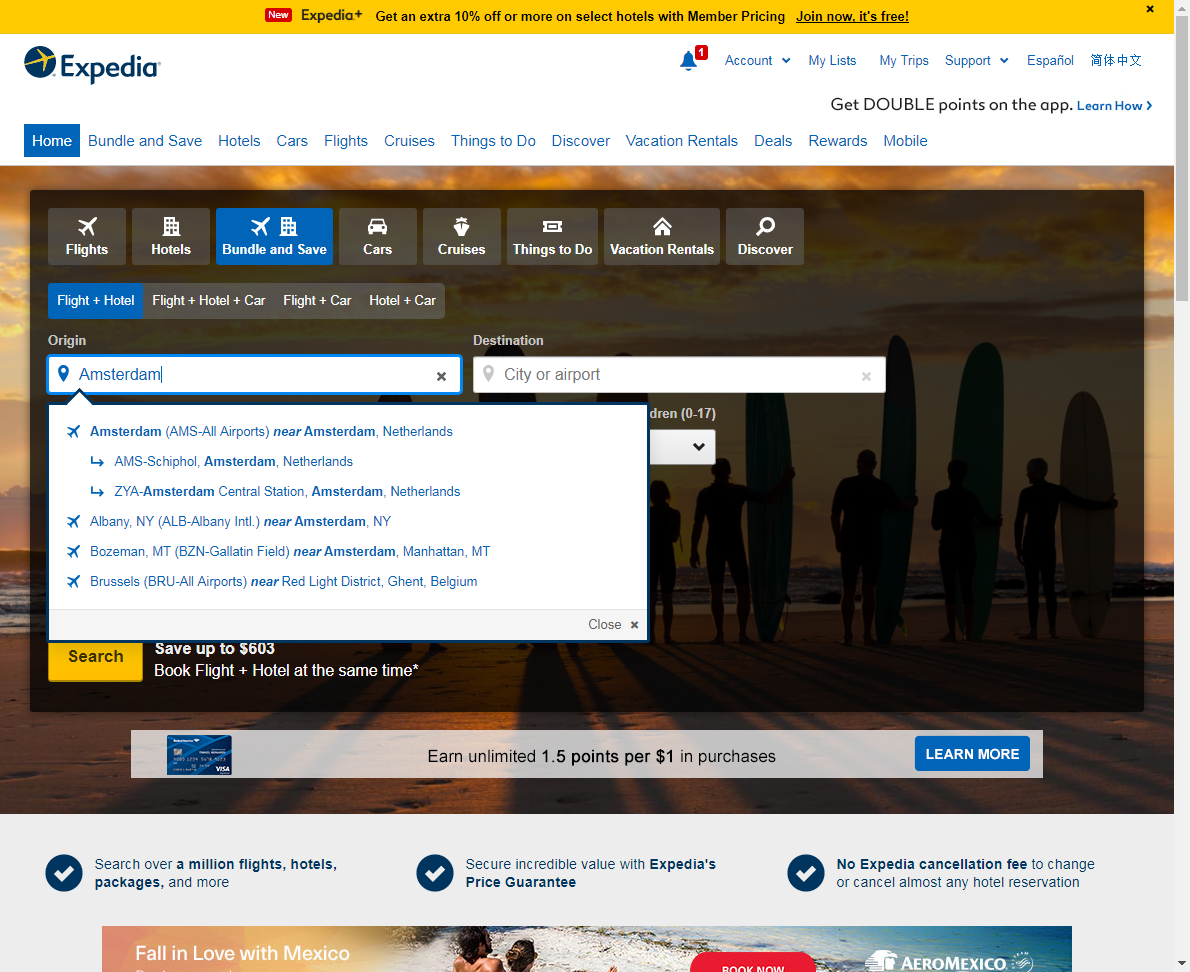 New Expedia+ Get an extra 10% off or more on select hotels with Member Pricing Join now, it's free!
Expedia
1 Account My Lists My Trips Support Español 简体中文
Get DOUBLE points on the app. Learn How
Home Bundle and Save Hotels Cars Flights Cruises Things to Do Discover Vacation Rentals Deals Rewards Mobile
Flights Hotels Bundle and Save Cars Cruises Things to Do Vacation Rentals Discover
Flight + Hotel Flight + Hotel + Car Flight + Car Hotel + Car
Origin Destination
Amsterdam City or airport
dren (0-17)
Amsterdam (AMS-All Airports) near Amsterdam, Netherlands
AMS-Schiphol, Amsterdam, Netherlands
ZYA-Amsterdam Central Station, Amsterdam, Netherlands
Albany, NY (ALB-Albany Intl.) near Amsterdam, NY
Bozeman, MT (BZN-Gallatin Field) near Amsterdam, Manhattan, MT
Brussels (BRU-All Airports) near Red Light District, Ghent, Belgium
Close
Search Save up to $603
Book Flight + Hotel at the same time*
VISA
Earn unlimited 1.5 points per $1 in purchases LEARN MORE
Search over a million flights, hotels, Secure incredible value with Expedia's No Expedia cancellation fee to change
packages, and more Price Guarantee or cancel almost any hotel reservation
Fall in Love with Mexico
BOOK NOW AEROMEXICO